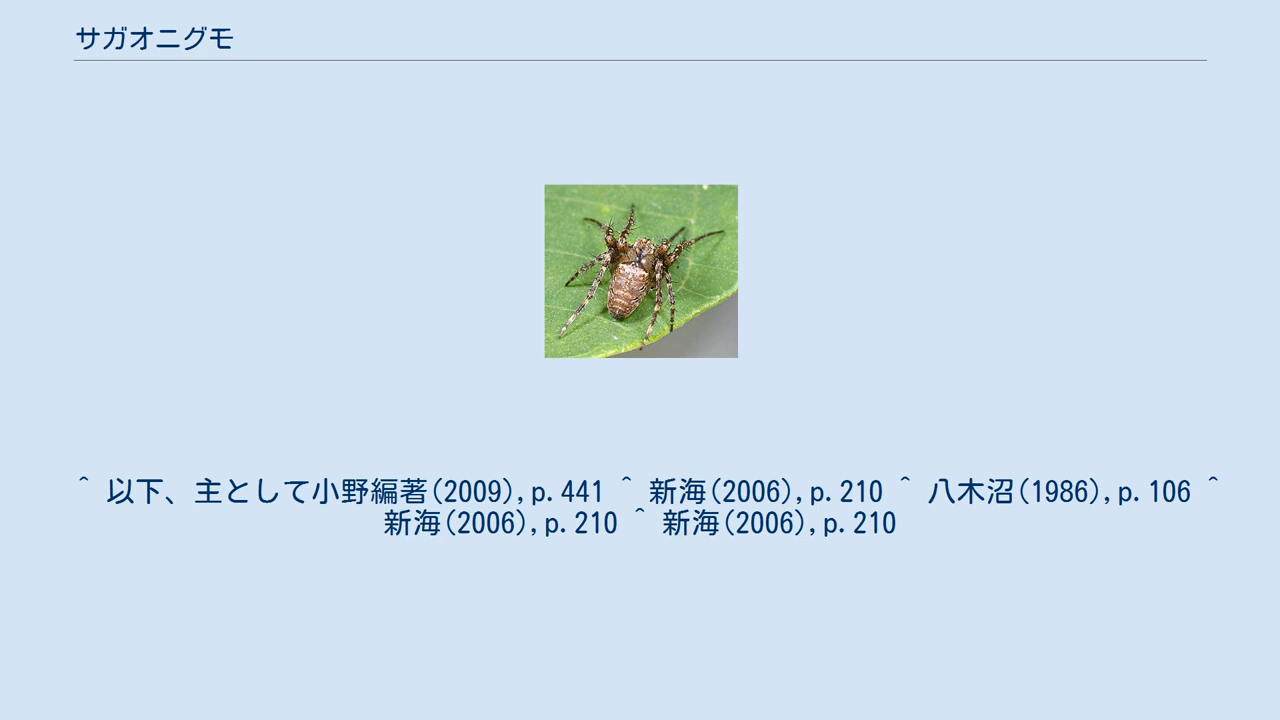 サガオニグモ
^ 以下、主として小野編著(2009),p.441 ^ 新海(2006),p.210 ^ 八木沼(1986),p.106 ^
新海(2006),p.210 ^ 新海(2006),p.210